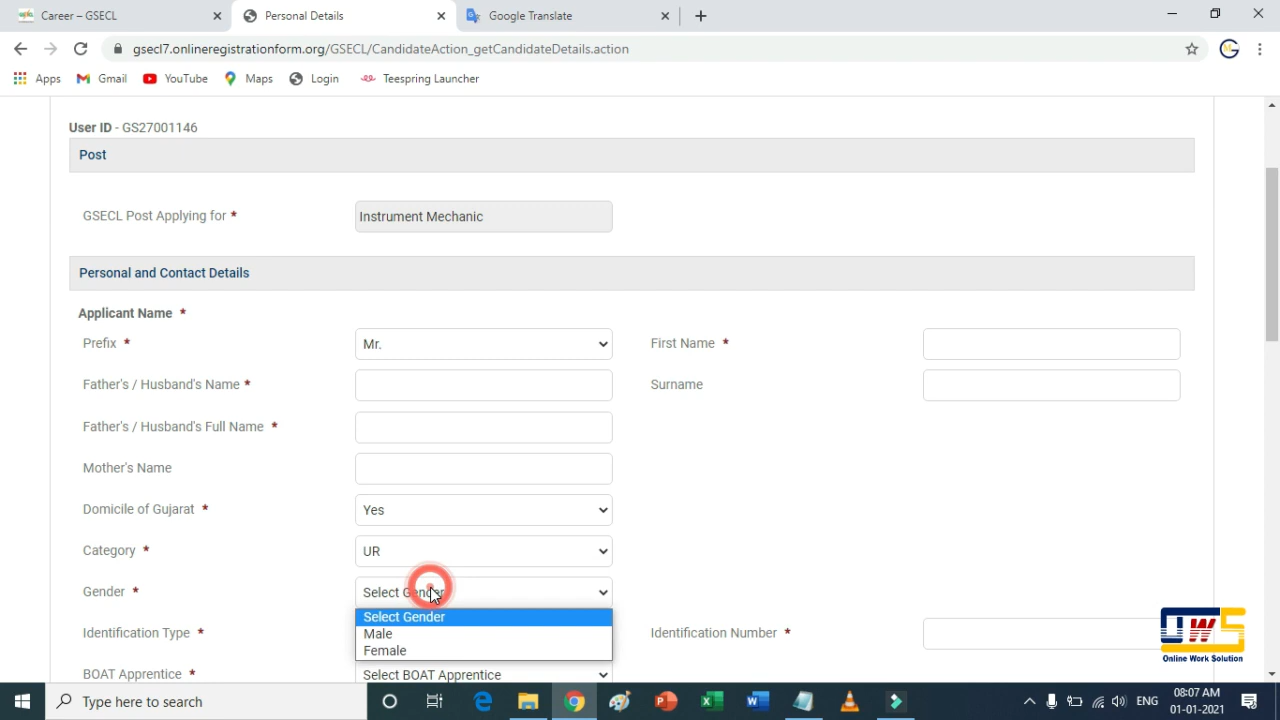 Career – GSECL
Personal Details
Google Translate
gsecl7.onlineregistrationform.org/GSECL/CandidateAction_getCandidateDetails.action
Apps Gmail YouTube Maps Login Teespring Launcher
User ID - GS27001146
Post
GSECL Post Applying for * Instrument Mechanic
Personal and Contact Details
Applicant Name *
Prefix * Mr. First Name *
Father's / Husband's Name * Surname
Father's / Husband's Full Name *
Mother's Name
Domicile of Gujarat * Yes
Category * UR
Gender * Select Gender
Select Gender
Male
Female
Identification Type * Identification Number *
BOAT Apprentice * Select BOAT Apprentice
OWS
Online Work Solution
Type here to search
ENG
08:07 AM
01-01-2021